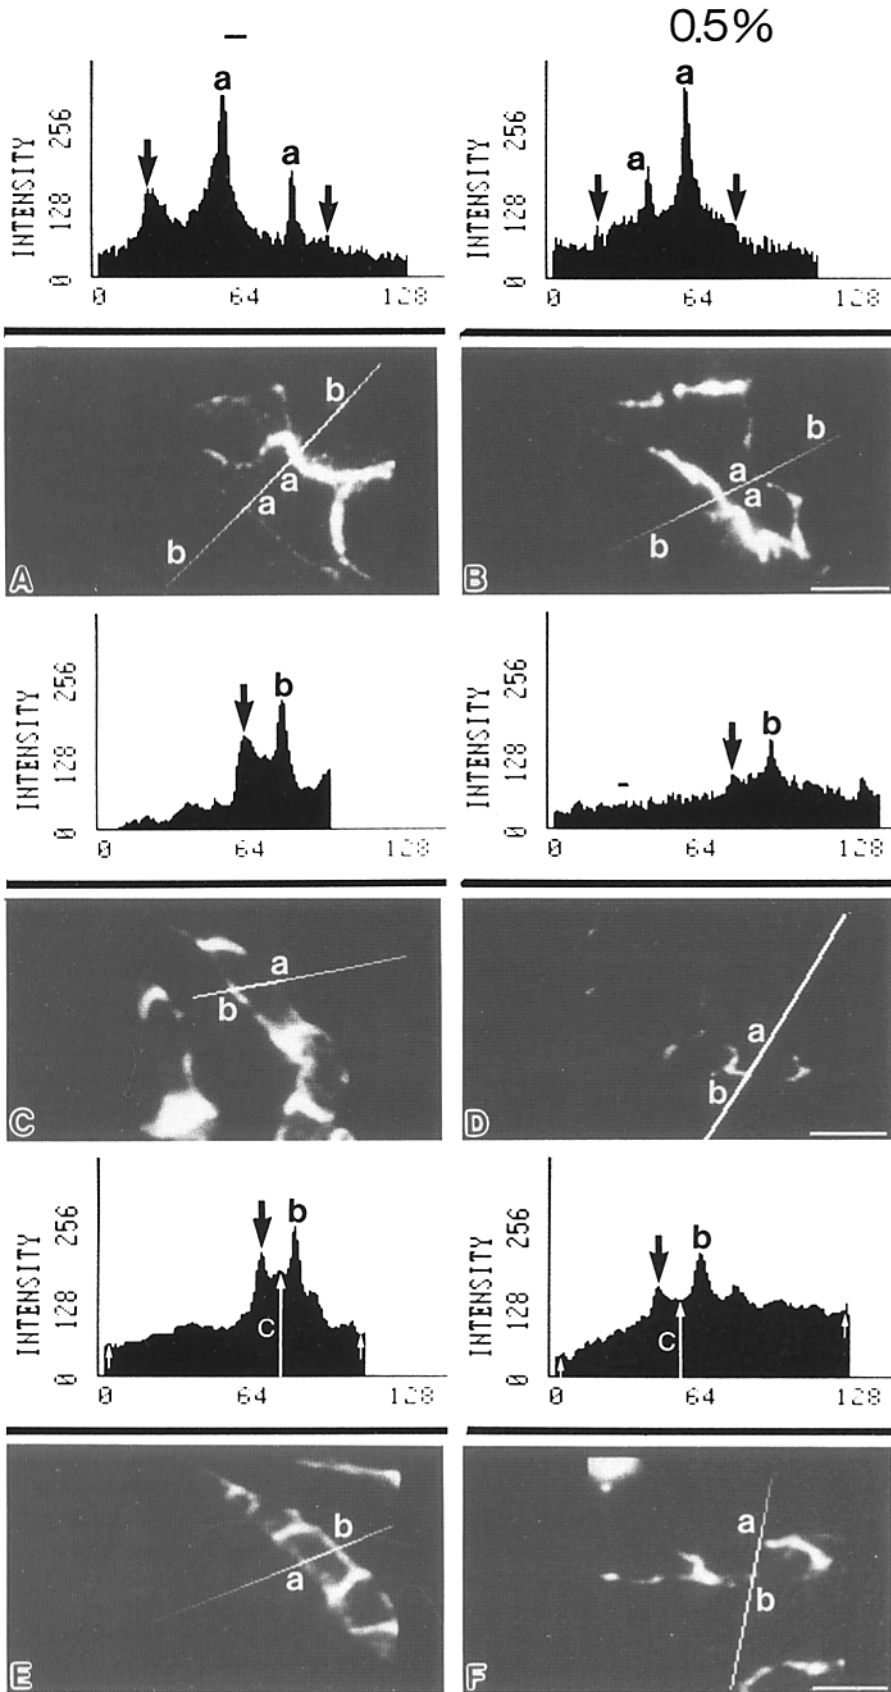 –
0.5%
INTENSITY
0 128 256
a
a
0 64 128
INTENSITY
0 128 256
a
a
0 64 128
b
a
a
b
A
b
a
a
b
B
INTENSITY
0 128 256
b
0 64 128
INTENSITY
0 128 256
b
0 64 128
a
b
C
a
b
D
INTENSITY
0 128 256
b
c
0 64 128
INTENSITY
0 128 256
b
c
0 64 128
b
a
E
a
b
F